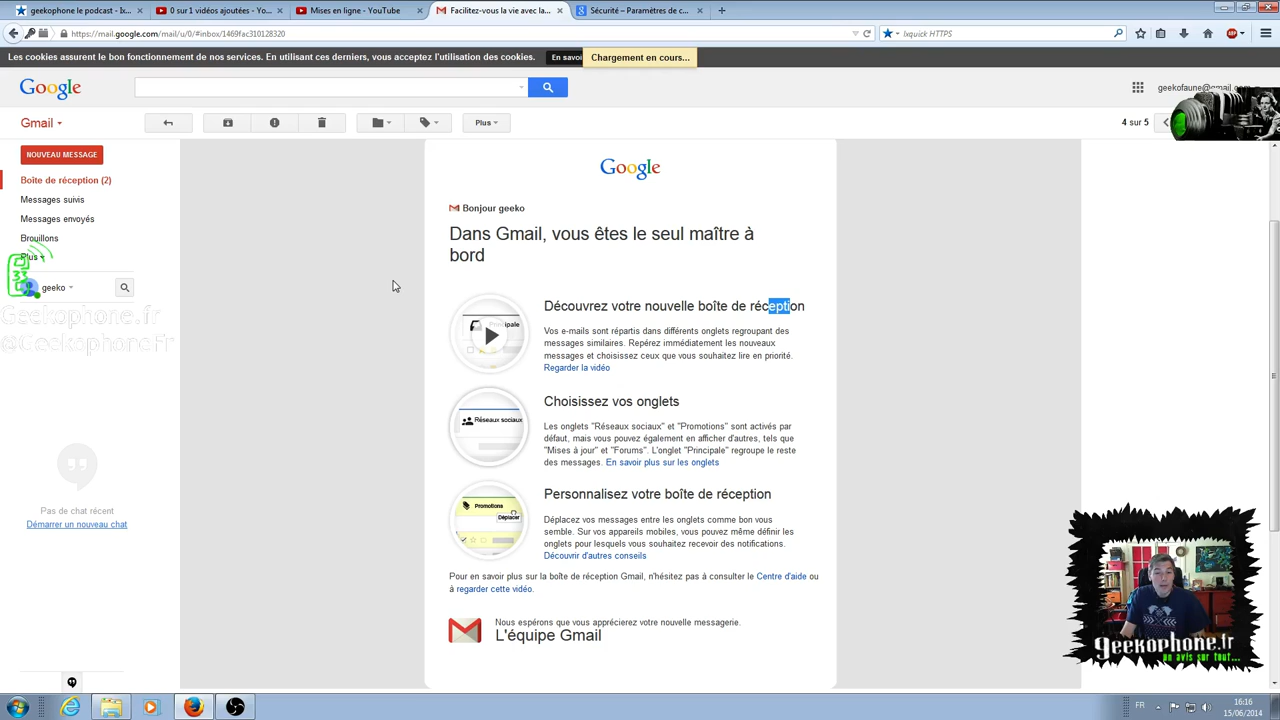 geekophone le podcast - Ix...
0 sur 1 vidéos ajoutées - Yo...
Mises en ligne - YouTube
Facilitez-vous la vie avec la...
Sécurité – Paramètres de c...
https://mail.google.com/mail/u/0/#inbox/1469fac310128320
Ixquick HTTPS
Les cookies assurent le bon fonctionnement de nos services. En utilisant ces derniers, vous acceptez l'utilisation des cookies.
En savoi
Chargement en cours...
Google
geekofaune@gmail.com
Gmail
Plus
4 sur 5
NOUVEAU MESSAGE
Boîte de réception (2)
Messages suivis
Messages envoyés
Brouillons
Plus
33
geeko
Geekophone.fr
@GeekophoneFr
Pas de chat récent
Démarrer un nouveau chat
Google
Bonjour geeko
Dans Gmail, vous êtes le seul maître à
bord
Principale
Découvrez votre nouvelle boîte de réception
Vos e-mails sont répartis dans différents onglets regroupant des
messages similaires. Repérez immédiatement les nouveaux
messages et choisissez ceux que vous souhaitez lire en priorité.
Regarder la vidéo
Réseaux sociaux
Choisissez vos onglets
Les onglets "Réseaux sociaux" et "Promotions" sont activés par
défaut, mais vous pouvez également en afficher d'autres, tels que
"Mises à jour" et "Forums". L'onglet "Principale" regroupe le reste
des messages. En savoir plus sur les onglets
Promotions
Déplacer
Personnalisez votre boîte de réception
Déplacez vos messages entre les onglets comme bon vous
semble. Sur vos appareils mobiles, vous pouvez même définir les
onglets pour lesquels vous souhaitez recevoir des notifications.
Découvrir d'autres conseils
Pour en savoir plus sur la boîte de réception Gmail, n'hésitez pas à consulter le Centre d'aide ou
à regarder cette vidéo.
Nous espérons que vous apprécierez votre nouvelle messagerie.
L'équipe Gmail
geekophone.fr
un avis sur tout...
FR
16:16
15/06/2014